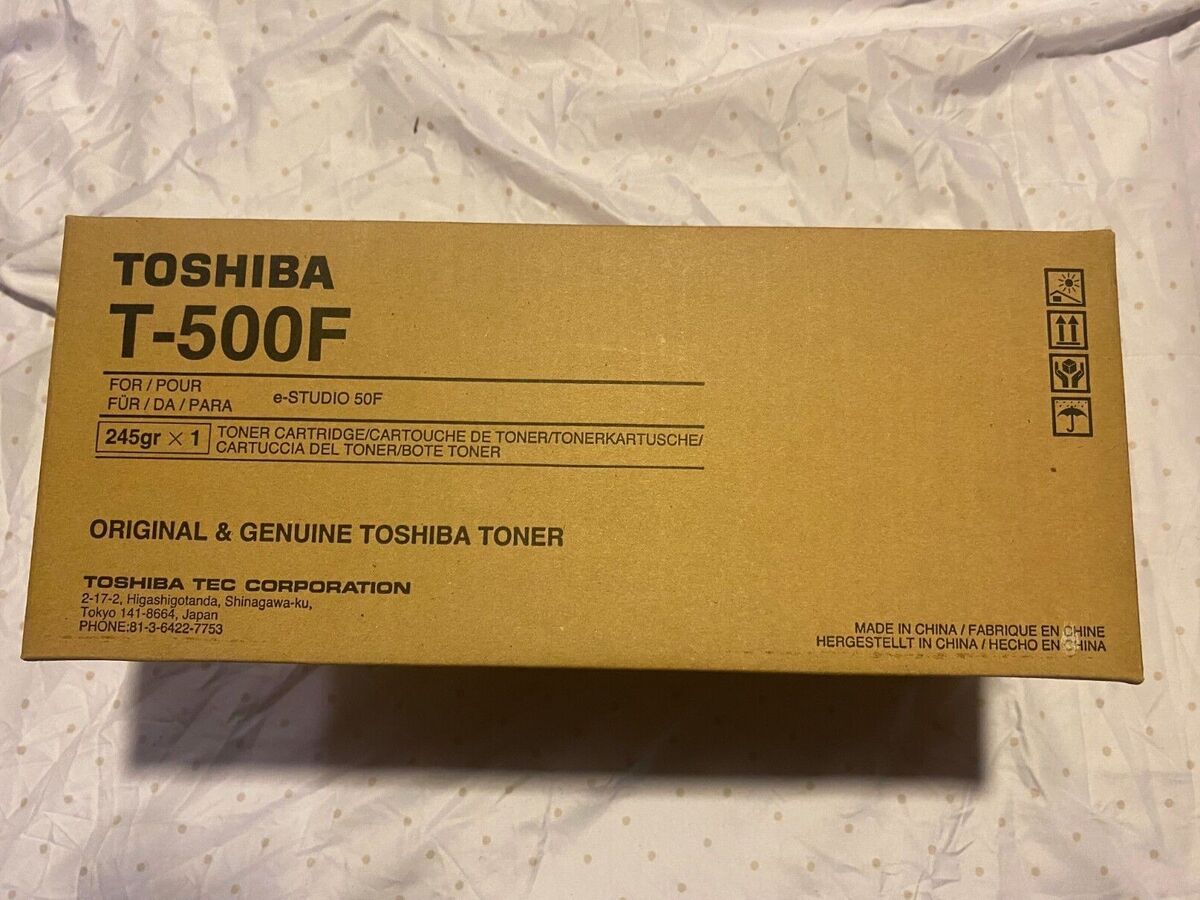 TOSHIBA
T-500F
FOR / POUR
FÜR / DA / PARA
e-STUDIO 50F
245gr × 1
TONER CARTRIDGE/CARTOUCHE DE TONER/TONERKARTUSCHE/
CARTUCCIA DEL TONER/BOTE TONER
ORIGINAL & GENUINE TOSHIBA TONER
TOSHIBA TEC CORPORATION
2-17-2, Higashigotanda, Shinagawa-ku,
Tokyo 141-8664, Japan
PHONE:81-3-6422-7753
MADE IN CHINA / FABRIQUE EN CHINE
HERGESTELLT IN CHINA / HECHO EN CHINA